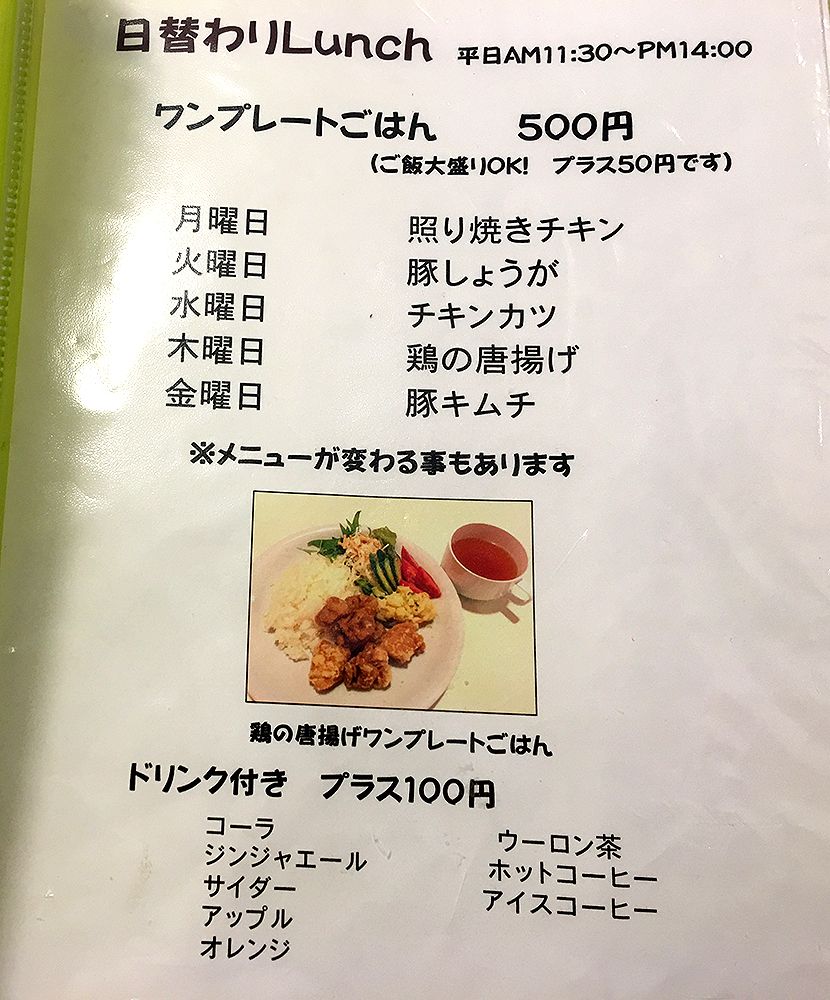 日替わりLunch 平日AM11:30～PM14:00
ワンプレートごはん 500円
(ご飯大盛りOK! プラス50円です)
月曜日 照り焼きチキン
火曜日 豚しょうが
水曜日 チキンカツ
木曜日 鶏の唐揚げ
金曜日 豚キムチ
※メニューが変わる事もあります
鶏の唐揚げワンプレートごはん
ドリンク付き プラス100円
コーラ
ジンジャエール
サイダー
アップル
オレンジ
ウーロン茶
ホットコーヒー
アイスコーヒー